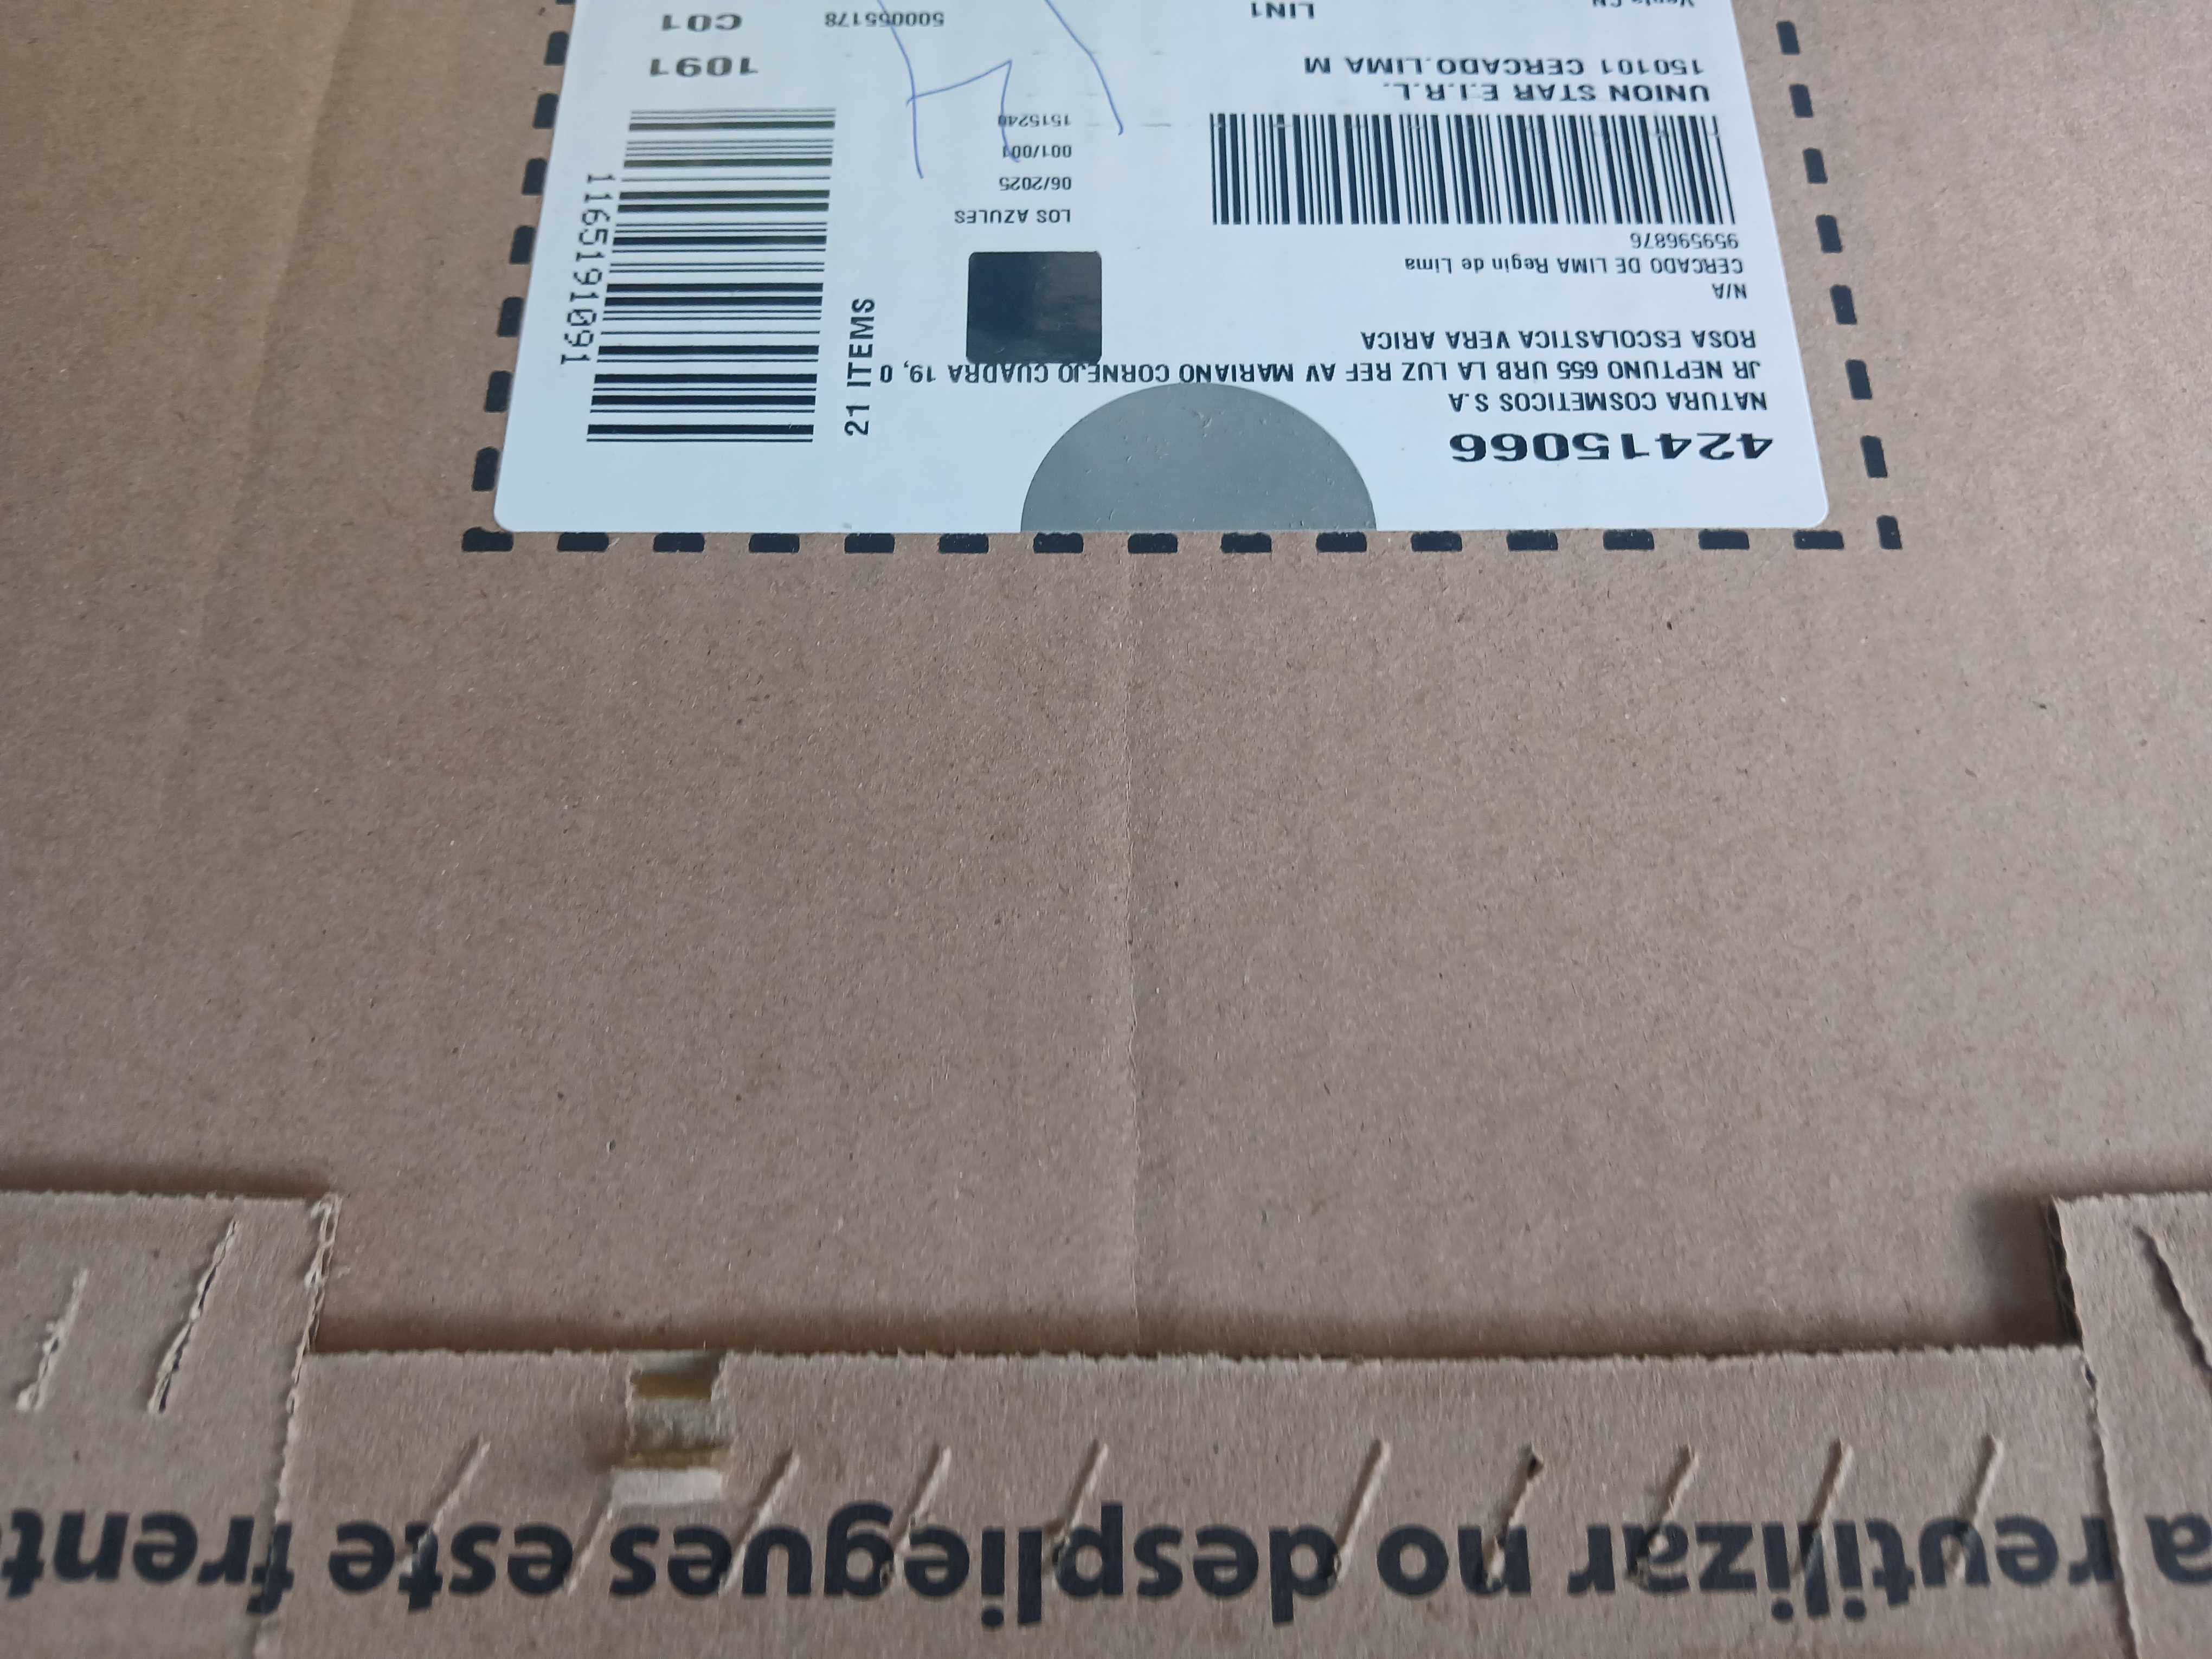 42415066
NATURA COSMETICOS S.A
JR NEPTUNO 655 URB LA LUZ REF AV MARIANO CORNEJO CUADRA 19, 0
ROSA ESCOLASTICA VERA ARICA
N/A
CERCADO DE LIMA Regin de Lima
959596876
UNION STAR E.I.R.L.
150101 CERCADO.LIMA M
LIN1
LOS AZULES
06/2025
001/001
1515240
500055178
21 ITEMS
1165191091
1091
C01
a reutilizar no despliegues este frent